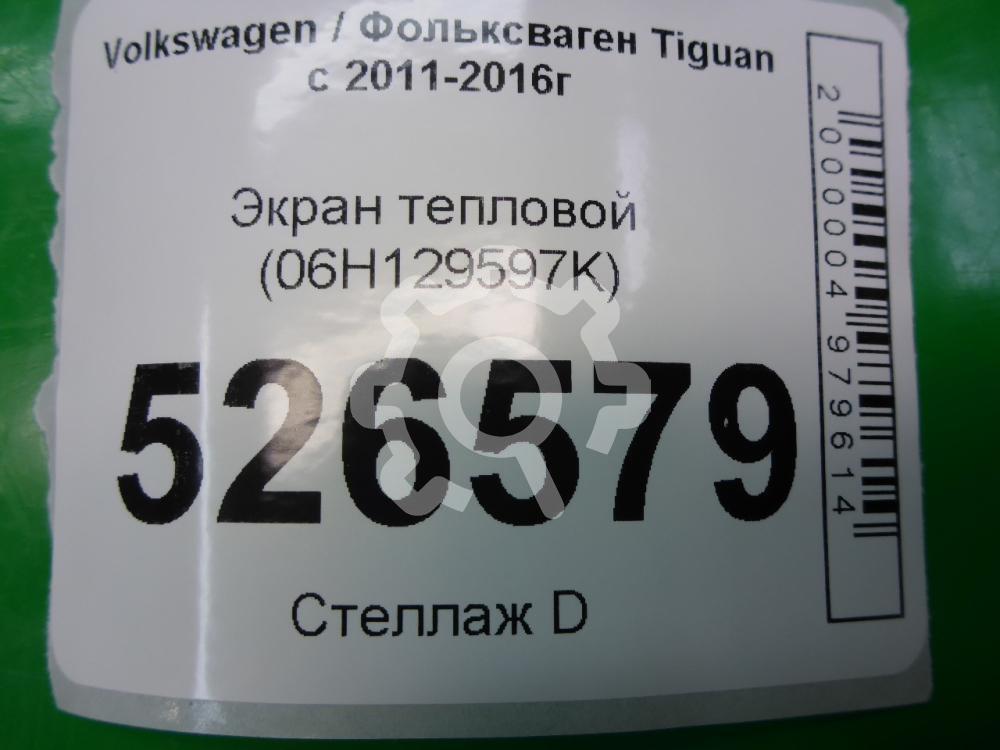 Volkswagen / Фольксваген Tiguan
с 2011-2016г
Экран тепловой
(06H129597K)
526579
Стеллаж D
2000004979614